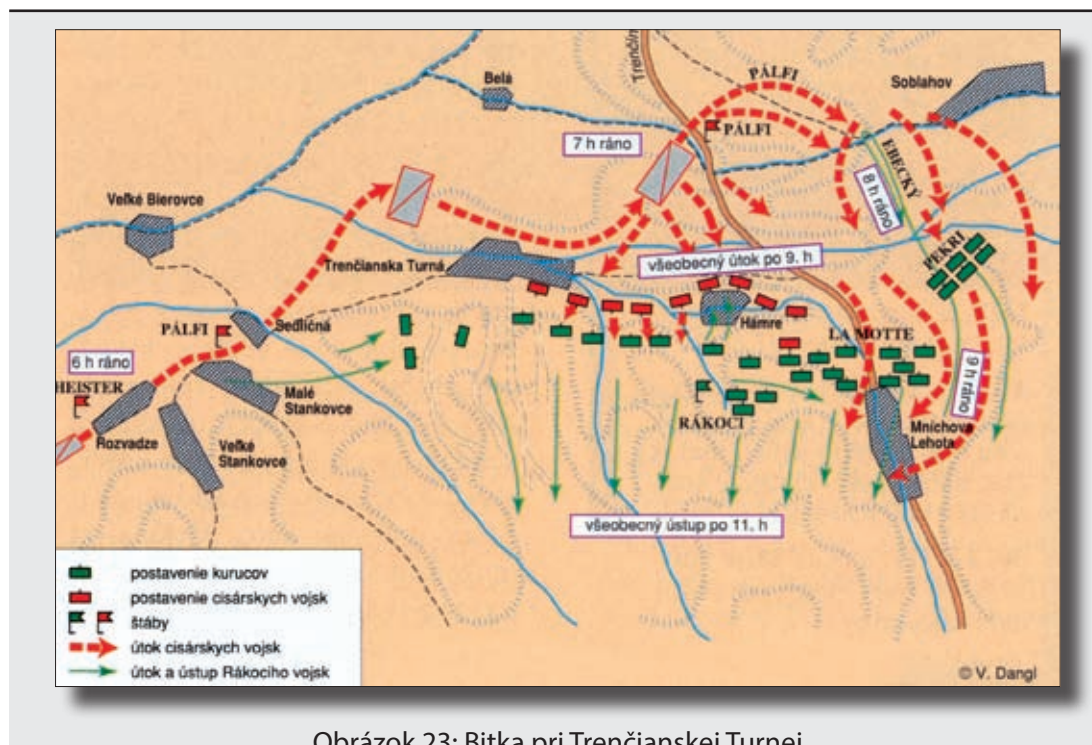 Trenčín
PÁLFI
Soblahov
Belá
PÁLFI
7 h ráno
EBECKÝ
8 h ráno
Veľké Bierovce
PEKRI
Trenčianska Turná
všeobecný útok po 9. h
Hámre
Sedličná
PÁLFI
LA MOTTE
6 h ráno
HEISTER
Malé
Stankovce
9 h ráno
RÁKOCI
Mníchova
Lehota
Rozvadze
Veľké
Stankovce
všeobecný ústup po 11. h
postavenie kurucov
postavenie cisárskych vojsk
štáby
útok cisárskych vojsk
útok a ústup Rákociho vojsk
© V. Dangl
Obrázok 23: Bitka pri Trenčianskej Turnej